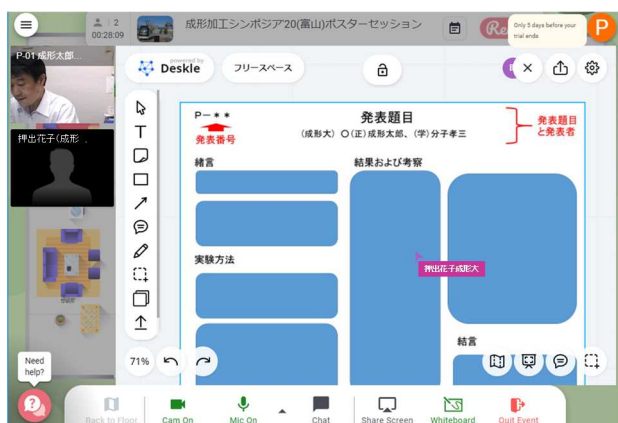 2
00:28:09
成形加工シンポジア'20(富山)ポスターセッション
Only 5 days before your
trial ends
P
P-01成形太郎...
powered by
Deskle
フリースペース
P－＊＊
発表番号
発表題目
(成形大) 〇(正)成形太郎、(学)分子孝三
発表題目
と発表者
押出花子(成形
緒言
結果および考察
実験方法
押出花子成形大
結言
71%
Need
help?
Back to Floor
Cam On
Mic On
Chat
Share Screen
Whiteboard
Quit Event